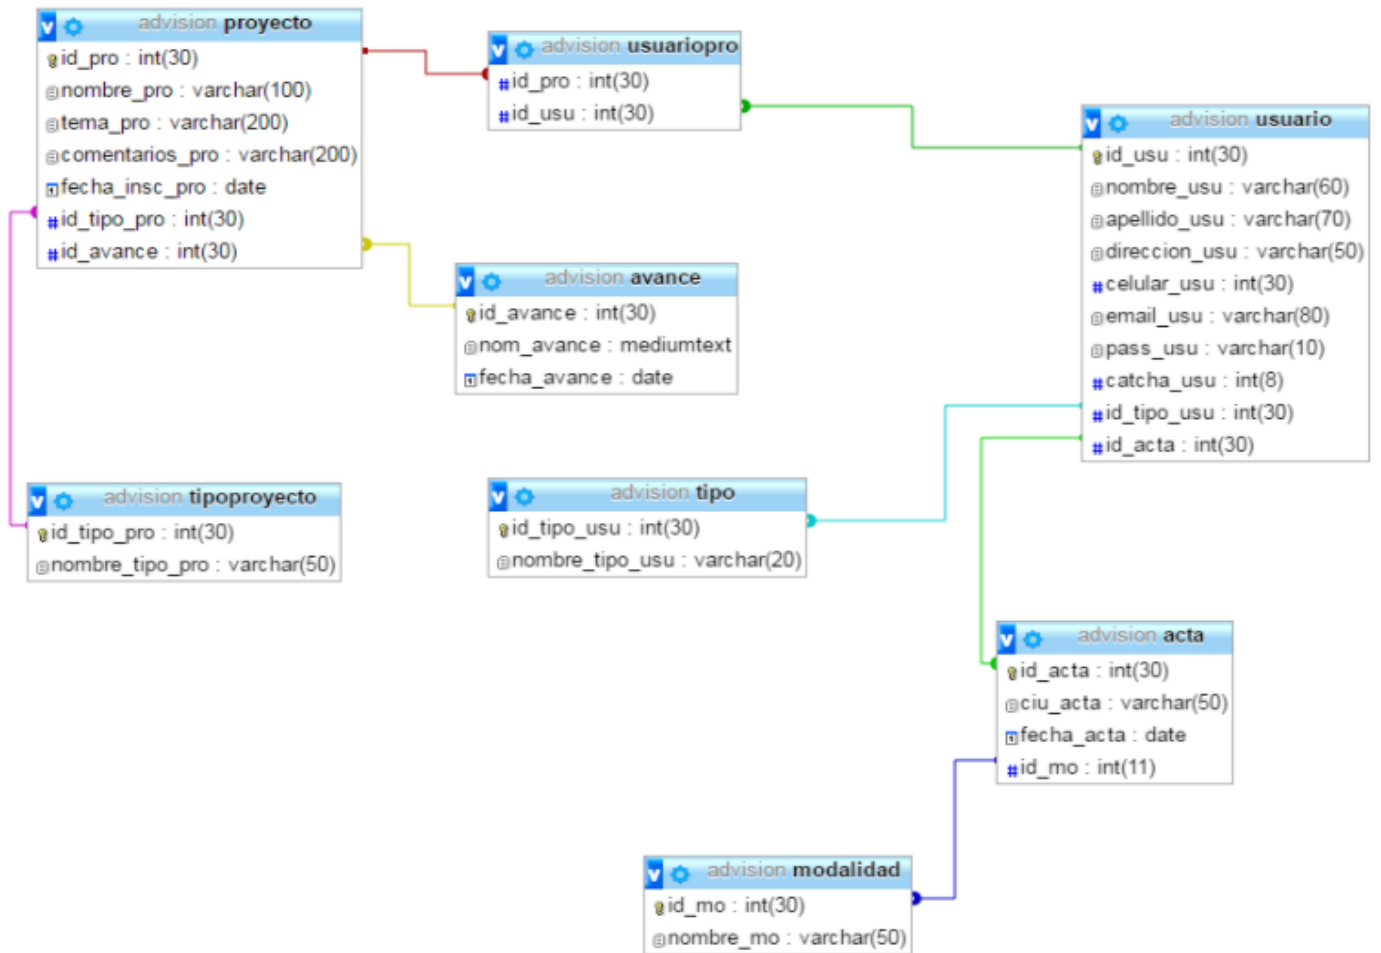 advision proyecto
id_pro : int(30)
nombre_pro : varchar(100)
tema_pro : varchar(200)
comentarios_pro : varchar(200)
fecha_insc_pro : date
#id_tipo_pro : int(30)
#id_avance : int(30)
advision usuariopro
#id_pro : int(30)
#id_usu : int(30)
advision usuario
id_usu : int(30)
nombre_usu : varchar(60)
apellido_usu : varchar(70)
direccion_usu : varchar(50)
#celular_usu : int(30)
email_usu : varchar(80)
pass_usu : varchar(10)
#catcha_usu : int(8)
#id_tipo_usu : int(30)
#id_acta : int(30)
advision avance
id_avance : int(30)
nom_avance : mediumtext
fecha_avance : date
advision tipoproyecto
id_tipo_pro : int(30)
nombre_tipo_pro : varchar(50)
advision tipo
id_tipo_usu : int(30)
nombre_tipo_usu : varchar(20)
advision acta
id_acta : int(30)
ciu_acta : varchar(50)
fecha_acta : date
#id_mo : int(11)
advision modalidad
id_mo : int(30)
nombre_mo : varchar(50)